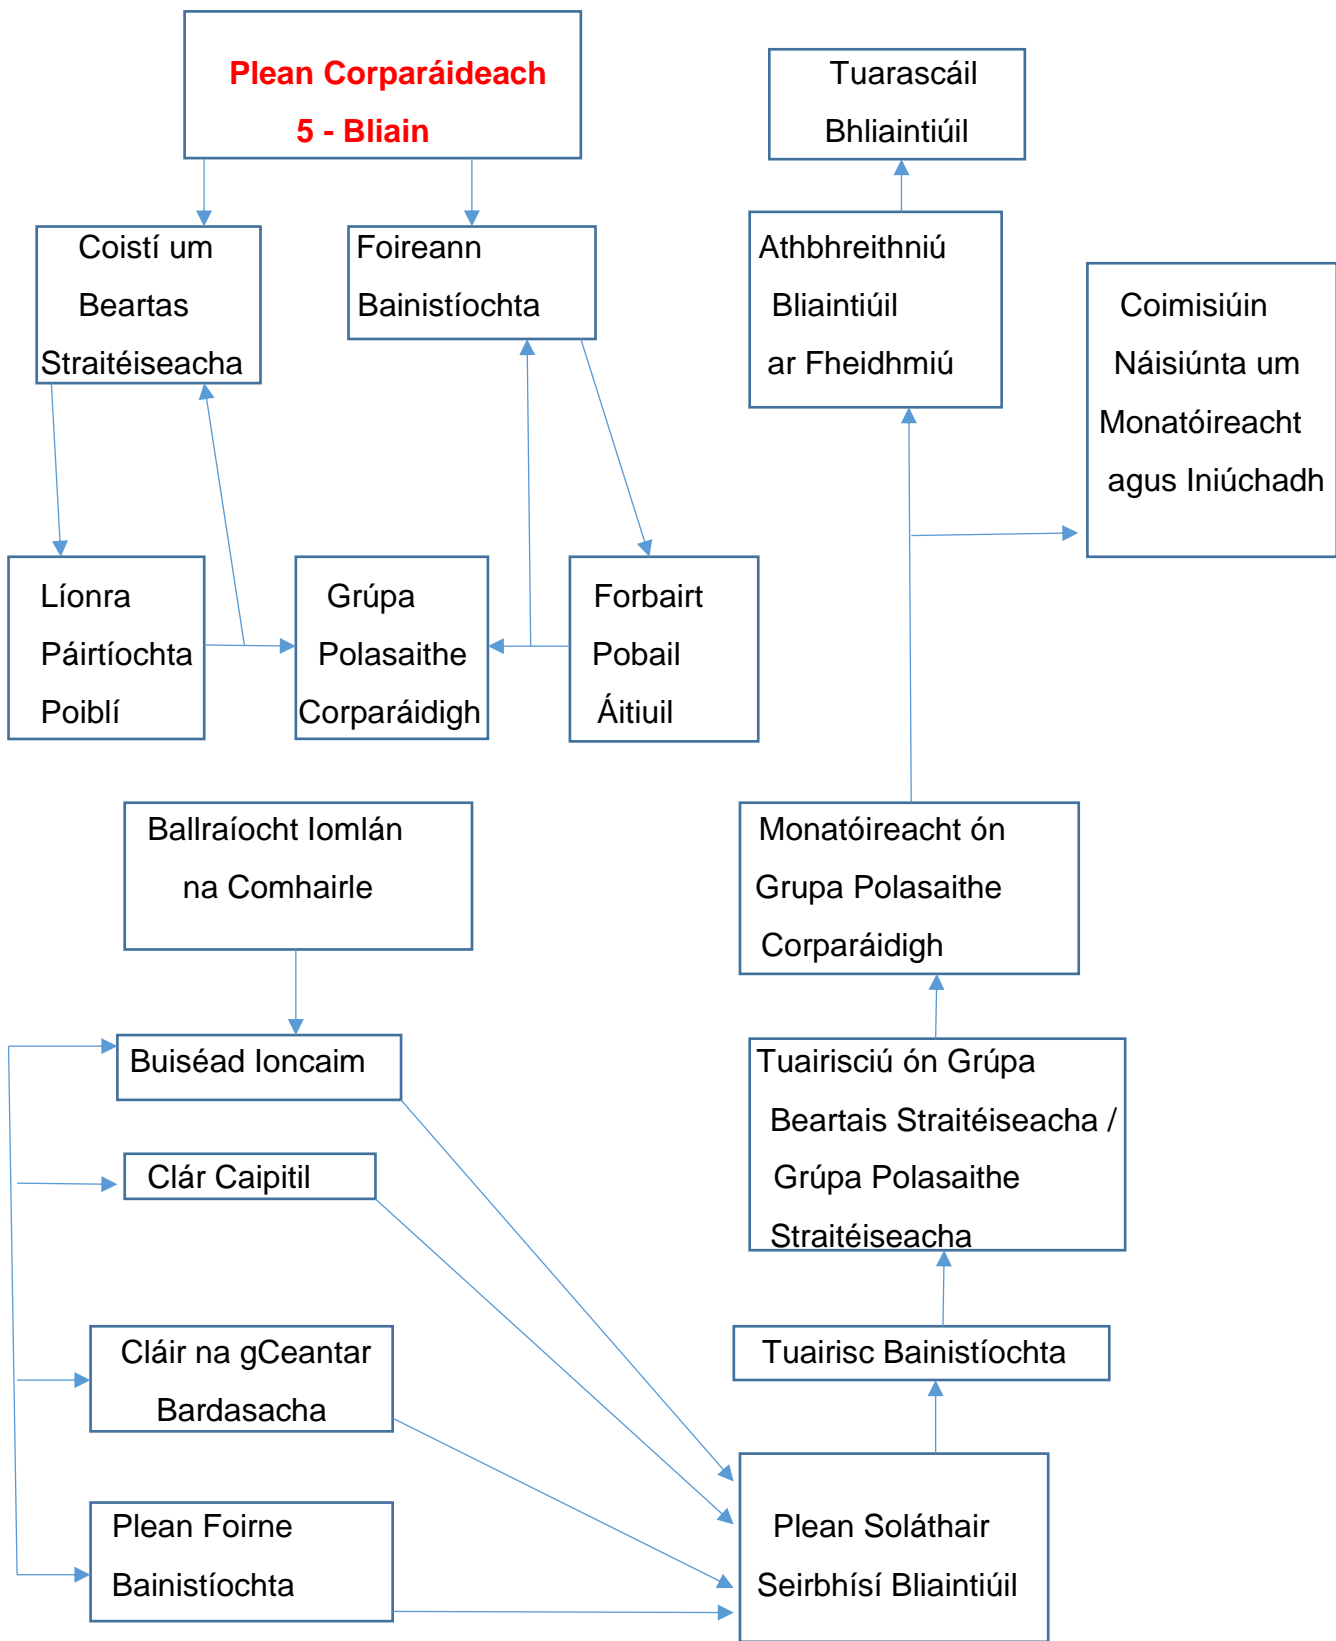 Plean Corparáideach
5 - Bliain
Coistí um
Beartas
Straitéiseacha
Foireann
Bainistíochta
Líonra
Páirtíochta
Poiblí
Grúpa
Polasaithe
Corparáidigh
Forbairt
Pobail
Áitiuil
Ballraíocht Iomlán
na Comhairle
Buiséad Ioncaim
Clár Caipitil
Cláir na gCeantar
Bardasacha
Plean Foirne
Bainistíochta
Tuarascáil
Bhliaintiúil
Athbhreithniú
Bliaintiúil
ar Fheidhmiú
Coimisiúin
Náisiúnta um
Monatóireacht
agus Iniúchadh
Monatóireacht ón
Grupa Polasaithe
Corparáidigh
Tuairisciú ón Grúpa
Beartais Straitéiseacha /
Grúpa Polasaithe
Straitéiseacha
Tuairisc Bainistíochta
Plean Soláthair
Seirbhísí Bliaintiúil